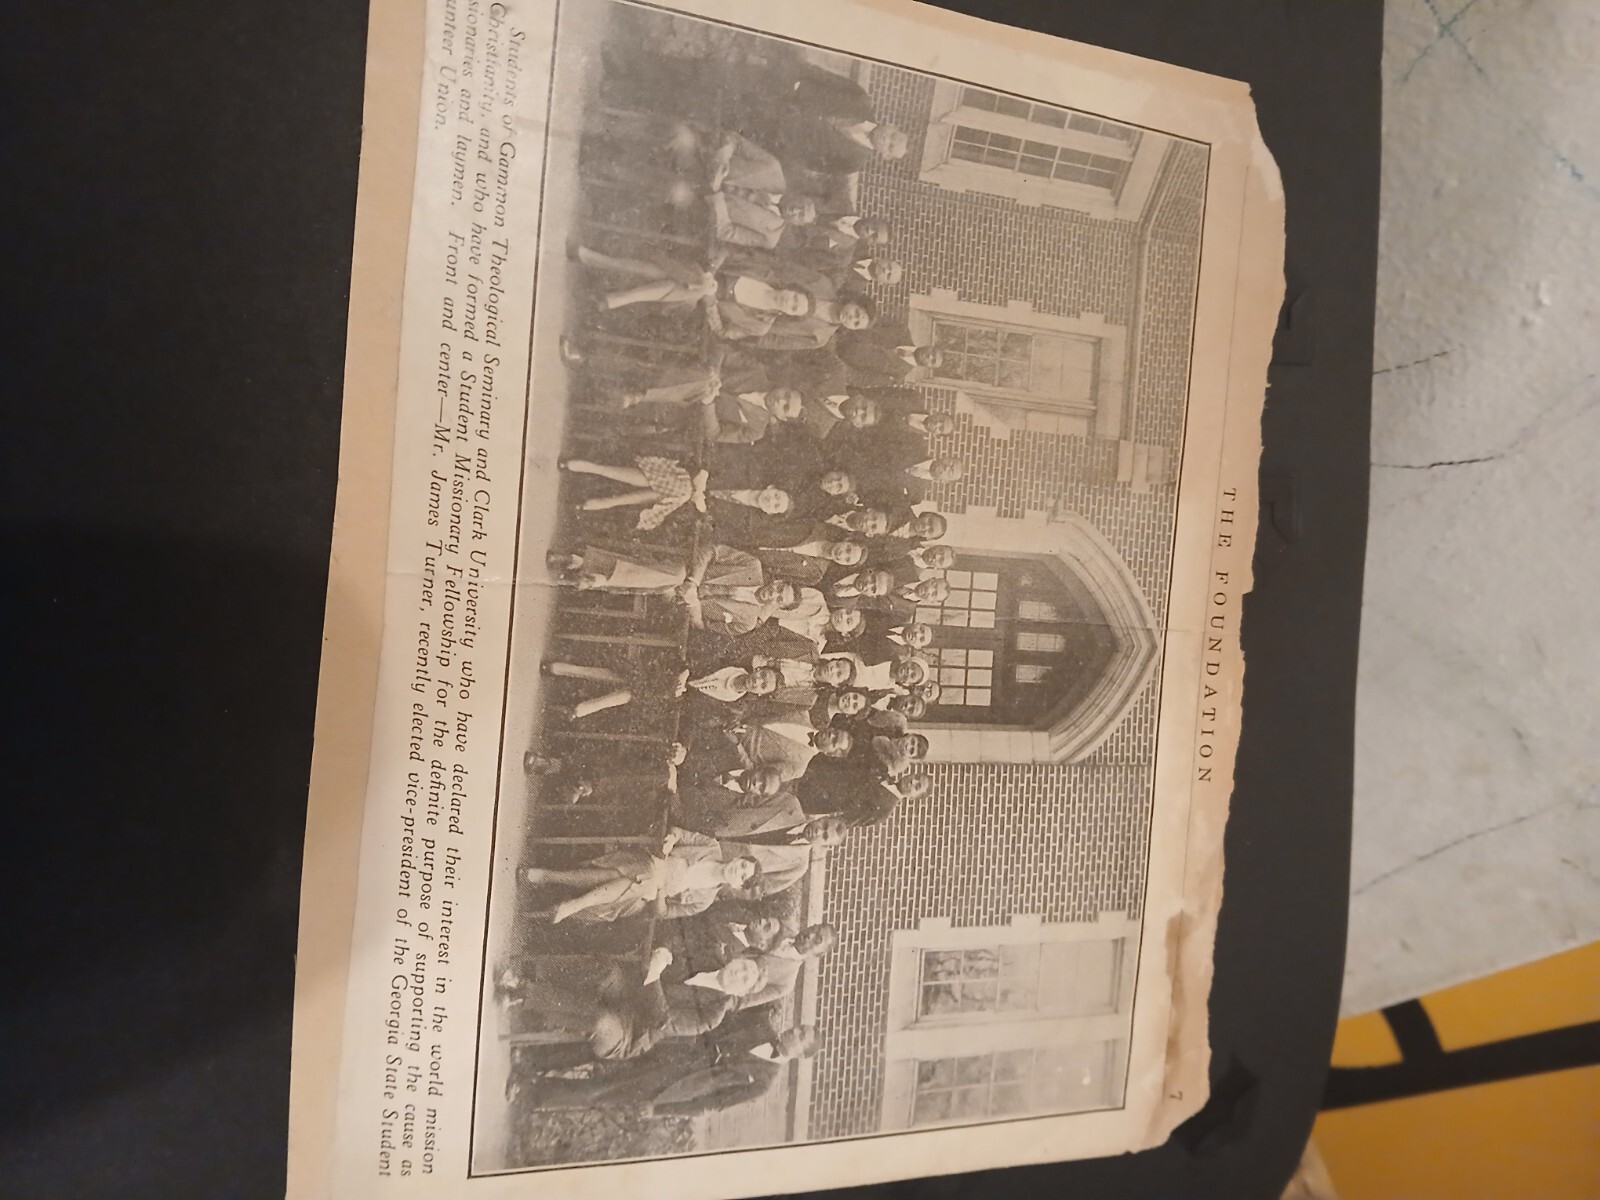 THE FOUNDATION
7
Students of Gammon Theological Seminary and Clark University who have declared their interest in the world mission
Christianity, and who have formed a Student Missionary Fellowship for the definite purpose of supporting the cause as
sionaries and laymen. Front and center—Mr. James Turner, recently elected vice-president of the Georgia State Student
unteer Union.